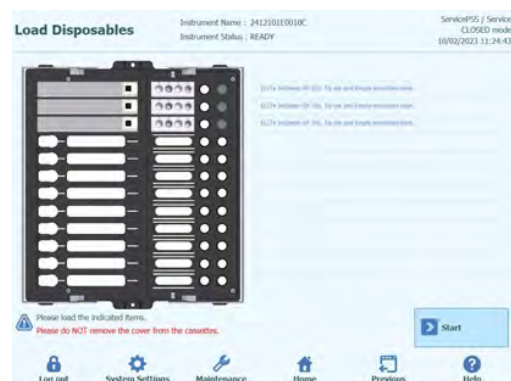 Load Disposables
Instrument Name : 2412101E0010C
Instrument Status : READY
ServicePSS / Service
CLOSED mode
10/02/2023 11:24:43
Please load the indicated items.
Please do NOT remove the cover from the cassettes.
Start
Log out
System Settings
Maintenance
Home
Previous
Help